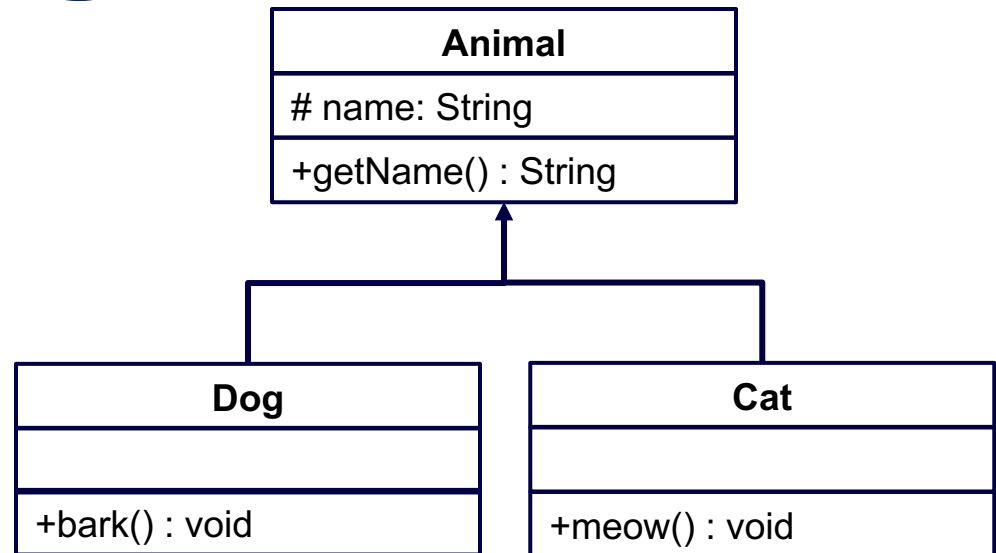 Animal
# name: String
+getName() : String
Dog
Cat
+bark() : void
+meow() : void